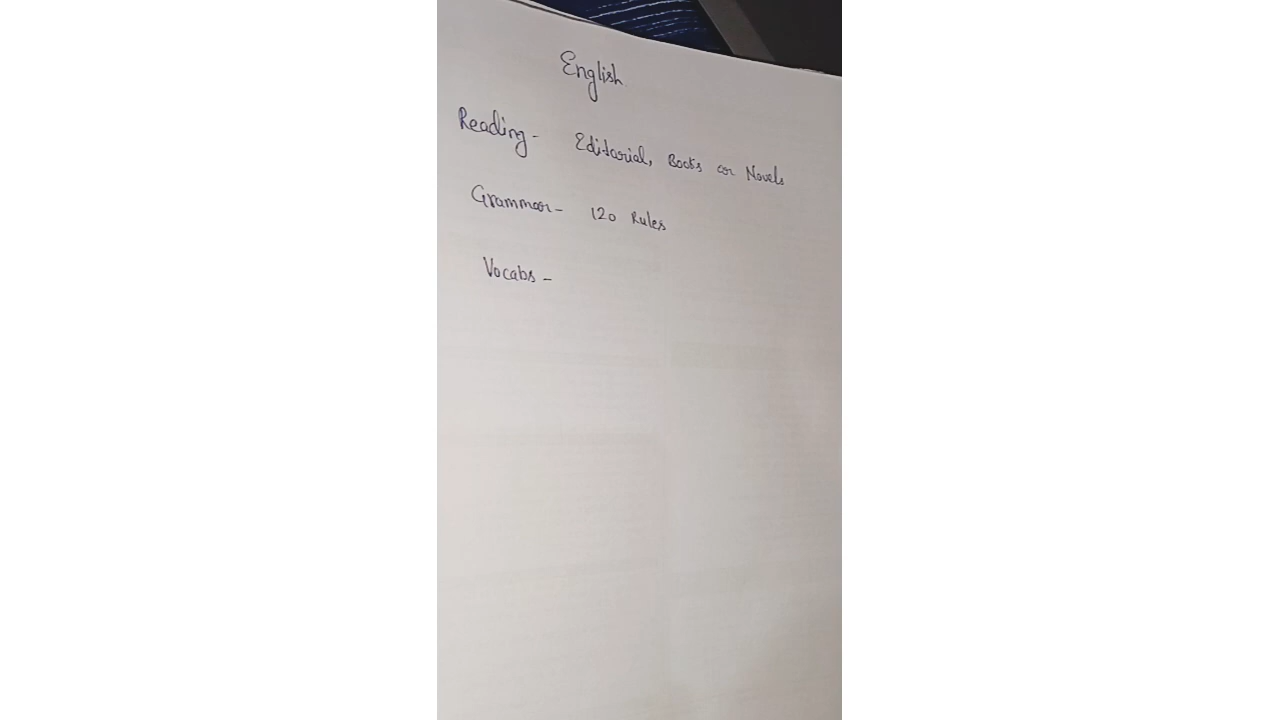 English
Reading - Editorial, Books or Novels
Grammar - 120 Rules
Vocabs -